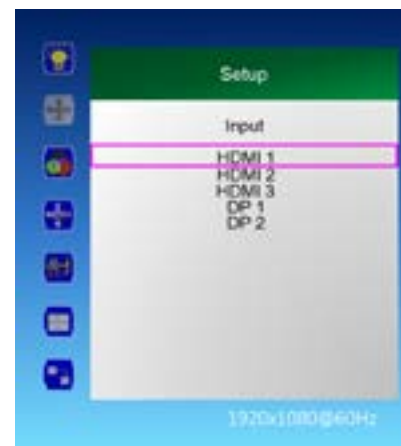 Setup
Input
HDMI 1
HDMI 2
HDMI 3
DP 1
DP 2
1920x1080@60Hz